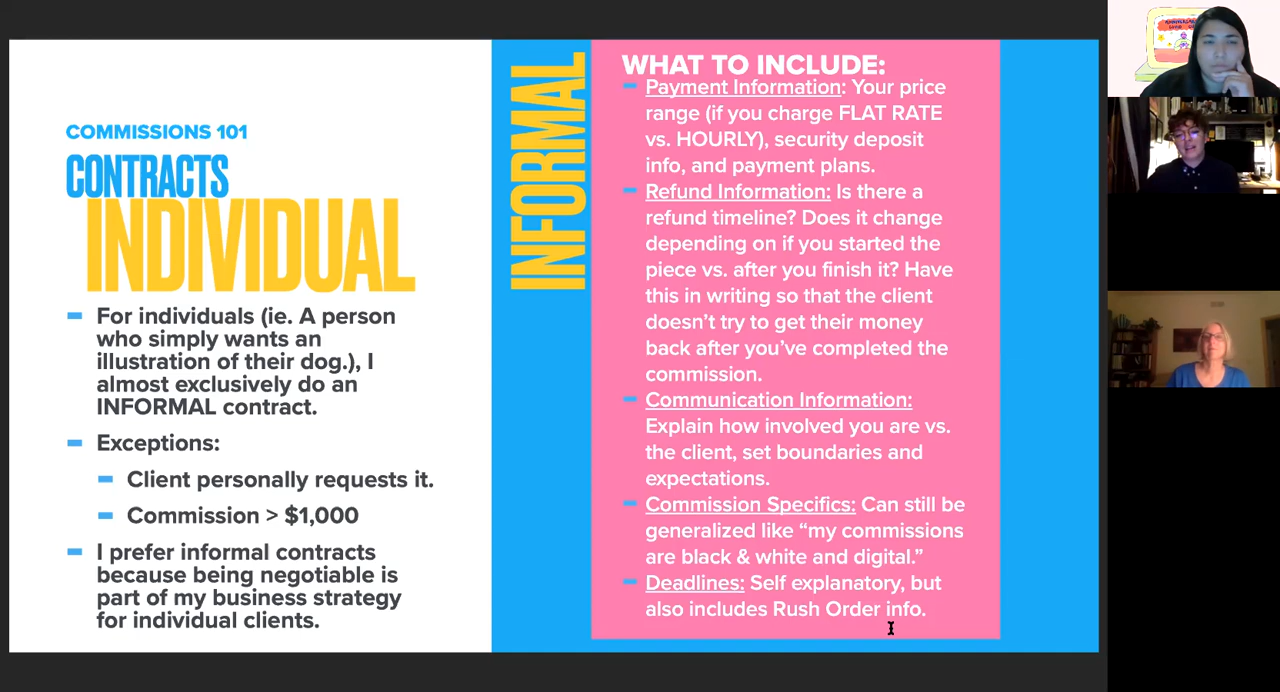 COMMISSIONS 101
CONTRACTS
INDIVIDUAL
For individuals (ie. A person
who simply wants an
illustration of their dog.), I
almost exclusively do an
INFORMAL contract.
Exceptions:
Client personally requests it.
Commission > $1,000
I prefer informal contracts
because being negotiable is
part of my business strategy
for individual clients.
INFORMAL
WHAT TO INCLUDE:
Payment Information: Your price
range (if you charge FLAT RATE
vs. HOURLY), security deposit
info, and payment plans.
Refund Information: Is there a
refund timeline? Does it change
depending on if you started the
piece vs. after you finish it? Have
this in writing so that the client
doesn’t try to get their money
back after you’ve completed the
commission.
Communication Information:
Explain how involved you are vs.
the client, set boundaries and
expectations.
Commission Specifics: Can still be
generalized like “my commissions
are black & white and digital.”
Deadlines: Self explanatory, but
also includes Rush Order info.